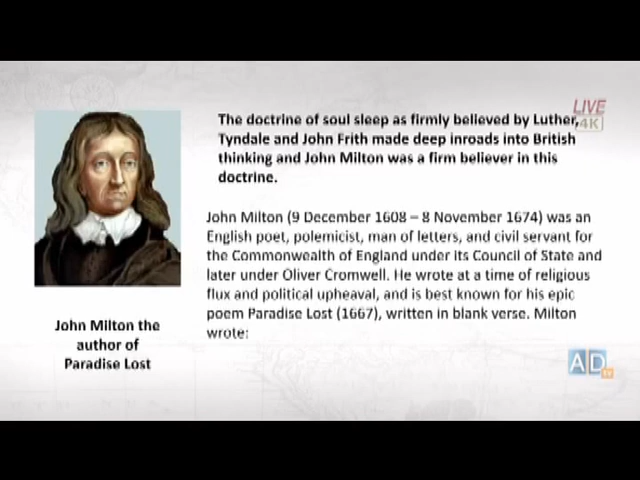 LIVE
4K
The doctrine of soul sleep as firmly believed by Luther,
Tyndale and John Frith made deep inroads into British
thinking and John Milton was a firm believer in this
doctrine.
John Milton (9 December 1608 – 8 November 1674) was an
English poet, polemicist, man of letters, and civil servant for
the Commonwealth of England under its Council of State and
later under Oliver Cromwell. He wrote at a time of religious
flux and political upheaval, and is best known for his epic
poem Paradise Lost (1667), written in blank verse. Milton
wrote:
John Milton the
author of
Paradise Lost
AD
TV